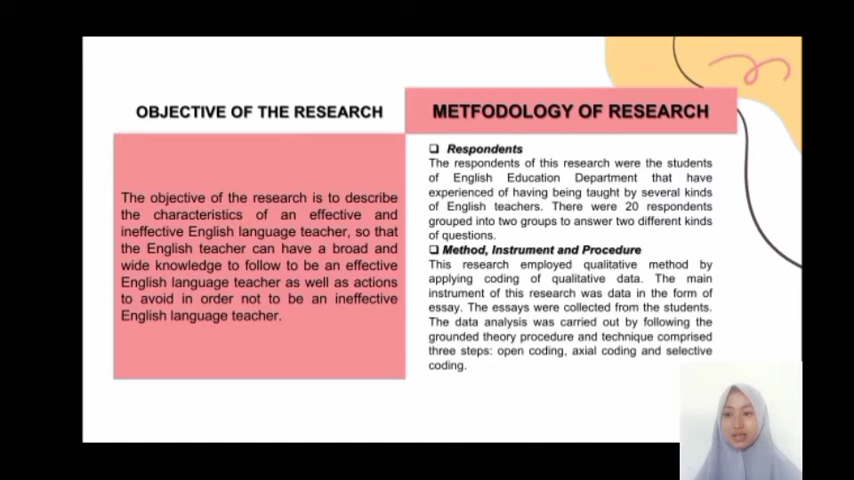 OBJECTIVE OF THE RESEARCH
The objective of the research is to describe
the characteristics of an effective and
ineffective English language teacher, so that
the English teacher can have a broad and
wide knowledge to follow to be an effective
English language teacher as well as actions
to avoid in order not to be an ineffective
English language teacher.
METFODOLOGY OF RESEARCH
❑ Respondents
The respondents of this research were the students
of English Education Department that have
experienced of having being taught by several kinds
of English teachers. There were 20 respondents
grouped into two groups to answer two different kinds
of questions.
❑ Method, Instrument and Procedure
This research employed qualitative method by
applying coding of qualitative data. The main
instrument of this research was data in the form of
essay. The essays were collected from the students.
The data analysis was carried out by following the
grounded theory procedure and technique comprised
three steps: open coding, axial coding and selective
coding.